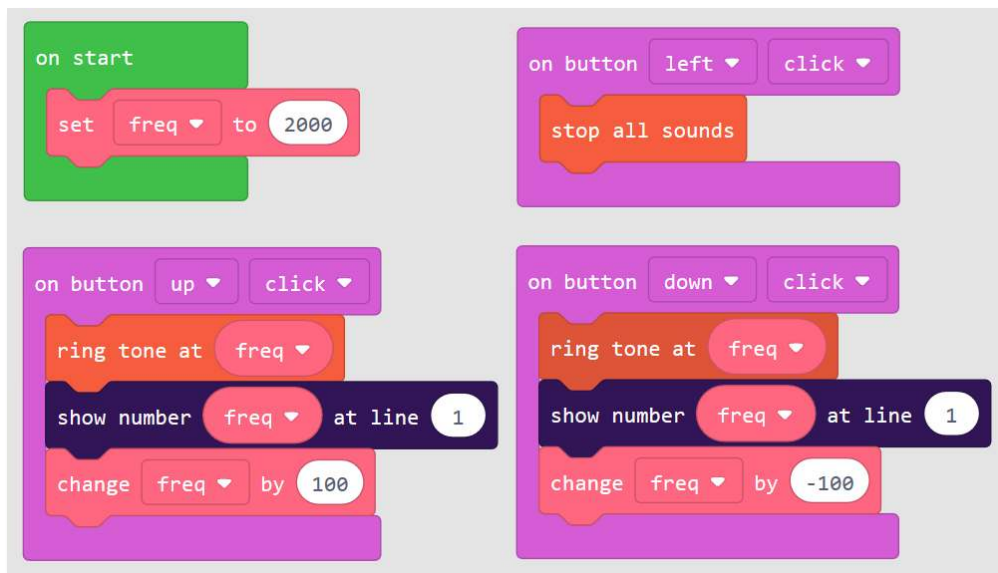 on start
set freq to 2000
on button left click
stop all sounds
on button up click
ring tone at freq
show number freq at line 1
change freq by 100
on button down click
ring tone at freq
show number freq at line 1
change freq by -100